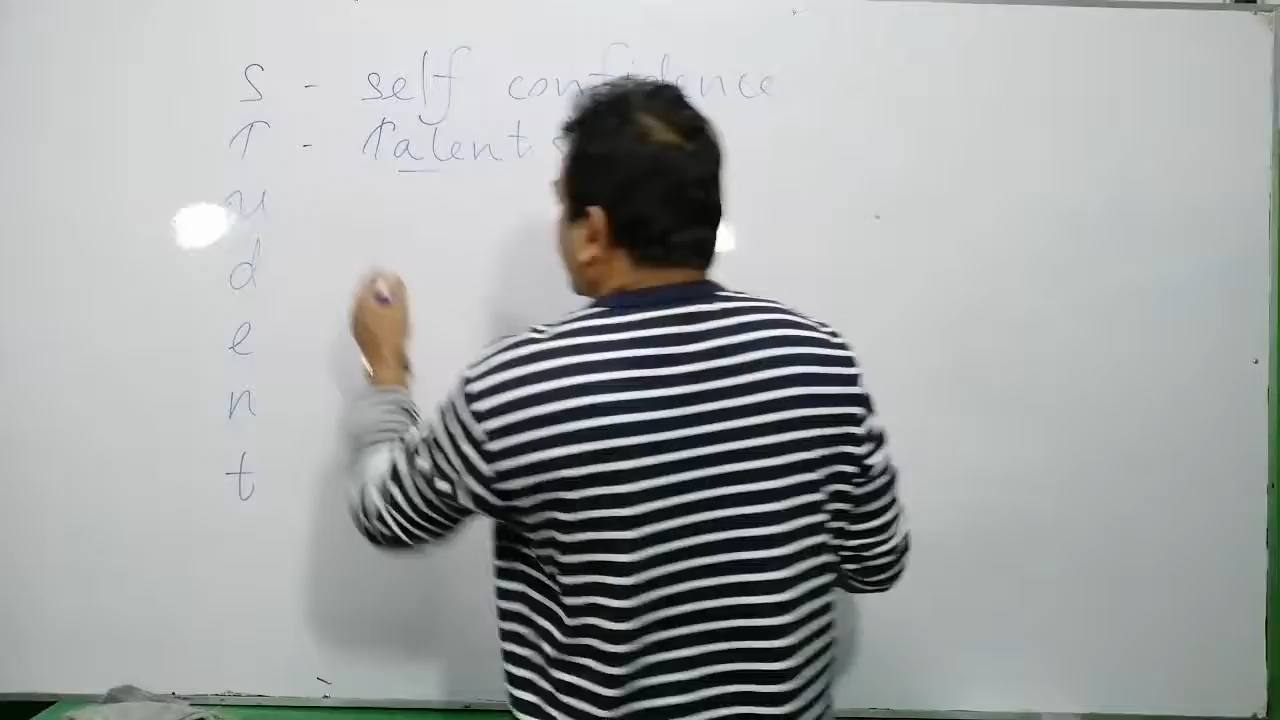 S - self confidence
T - Talent
u
d
e
n
t